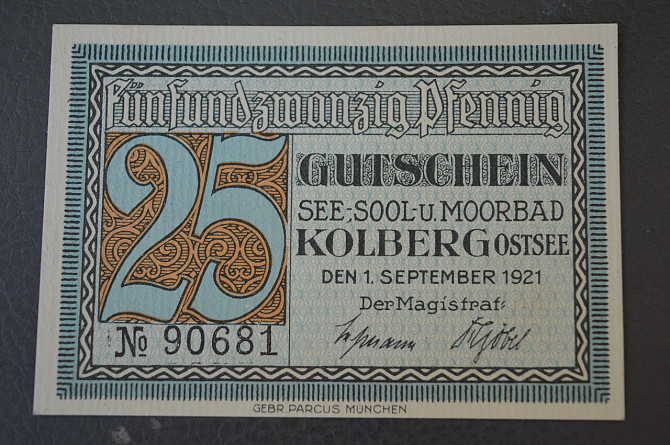 Fünfundzwanzig Pfennig
25
GUTSCHEIN
SEE-, SOOL- u. MOORBAD
KOLBERG OSTSEE
DEN 1. SEPTEMBER 1921
Der Magistrat:
№ 90681
GEBR. PARCUS MÜNCHEN